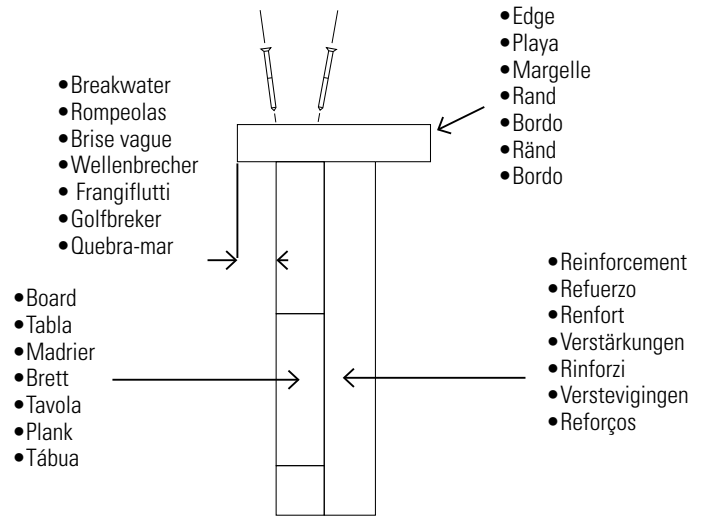 •Edge
•Playa
•Margelle
•Rand
•Bordo
•Ränd
•Bordo
•Breakwater
•Rompeolas
•Brise vague
•Wellenbrecher
• Frangiflutti
•Golfbreker
•Quebra-mar
•Board
•Tabla
•Madrier
•Brett
•Tavola
•Plank
•Tábua
•Reinforcement
•Refuerzo
•Renfort
•Verstärkungen
•Rinforzi
•Verstevigingen
•Reforços